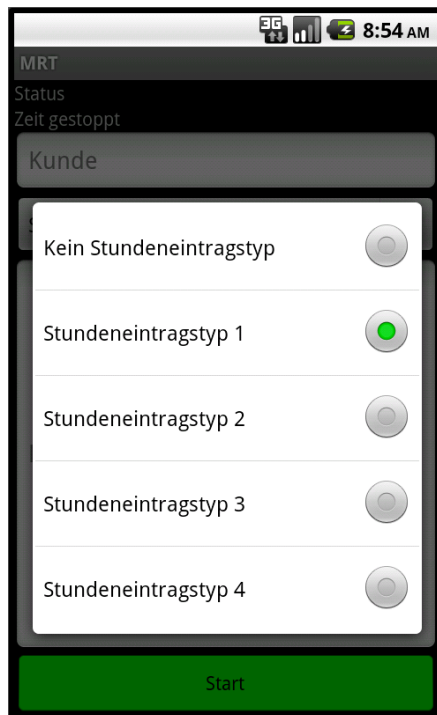 3G 8:54 AM
MRT
Status
Zeit gestoppt
Kunde
Kein Stundeneintragstyp
Stundeneintragstyp 1
Stundeneintragstyp 2
Stundeneintragstyp 3
Stundeneintragstyp 4
Start